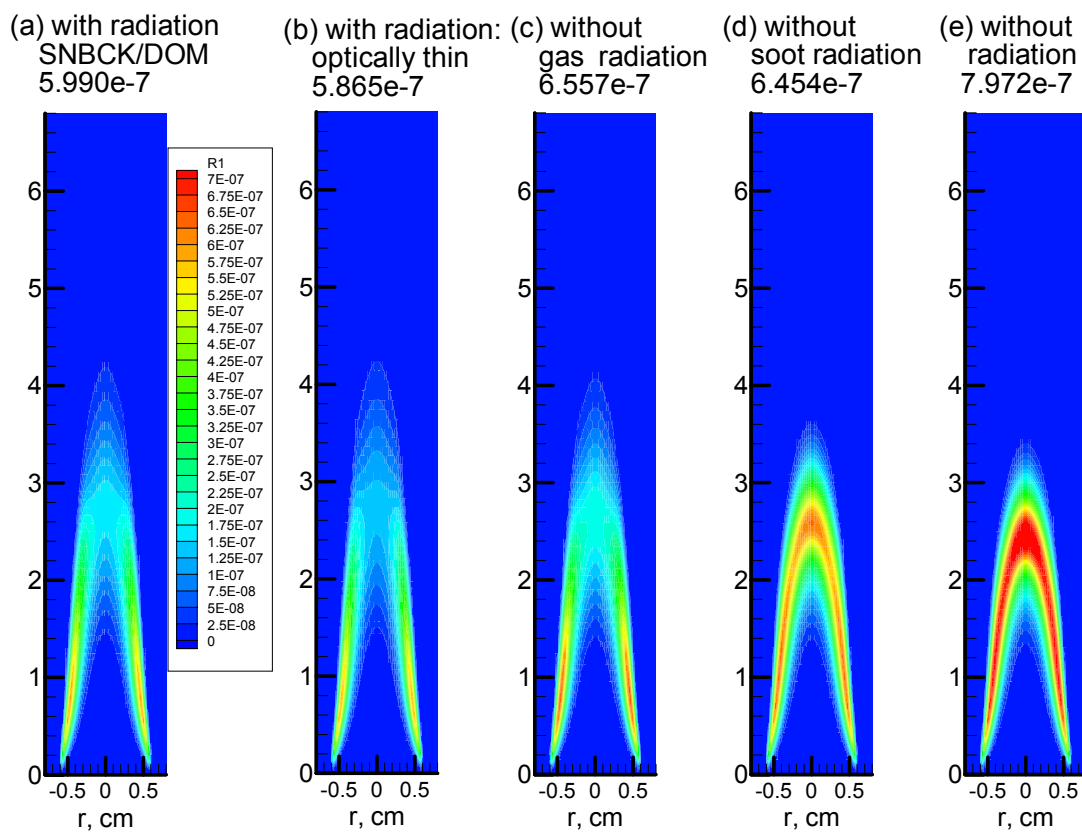 (a) with radiation
SNBCK/DOM
5.990e-7
(b) with radiation:
optically thin
5.865e-7
(c) without
gas radiation
6.557e-7
(d) without
soot radiation
6.454e-7
(e) without
radiation
7.972e-7
R1
7E-07
6.75E-07
6.5E-07
6.25E-07
6E-07
5.75E-07
5.5E-07
5.25E-07
5E-07
4.75E-07
4.5E-07
4.25E-07
4E-07
3.75E-07
3.5E-07
3.25E-07
3E-07
2.75E-07
2.5E-07
2.25E-07
2E-07
1.75E-07
1.5E-07
1.25E-07
1E-07
7.5E-08
5E-08
2.5E-08
0
6
5
4
3
2
1
0
-0.5 0 0.5
r, cm
6
5
4
3
2
1
0
-0.5 0 0.5
r, cm
6
5
4
3
2
1
0
-0.5 0 0.5
r, cm
6
5
4
3
2
1
0
-0.5 0 0.5
r, cm
6
5
4
3
2
1
0
-0.5 0 0.5
r, cm